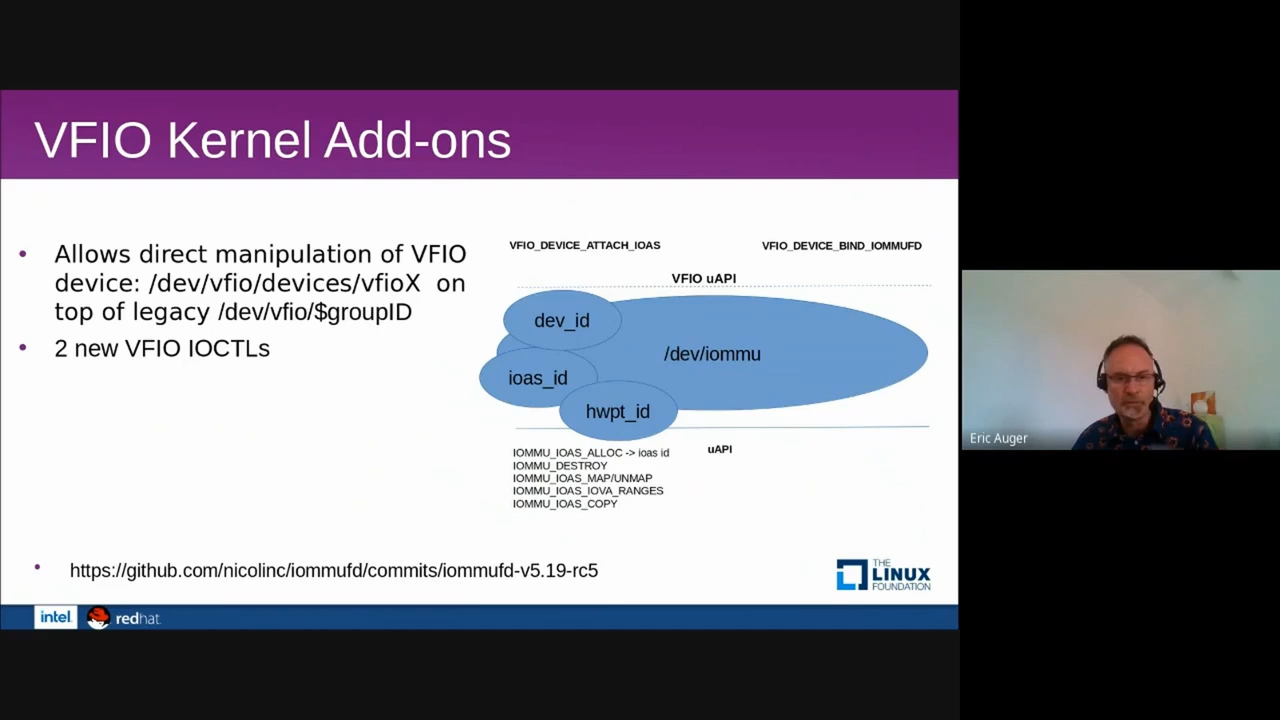 VFIO Kernel Add-ons
• Allows direct manipulation of VFIO
device: /dev/vfio/devices/vfioX on
top of legacy /dev/vfio/$groupID
• 2 new VFIO IOCTLs
VFIO_DEVICE_ATTACH_IOAS
VFIO_DEVICE_BIND_IOMMUFD
VFIO uAPI
dev_id
/dev/iommu
ioas_id
hwpt_id
uAPI
IOMMU_IOAS_ALLOC -> ioas id
IOMMU_DESTROY
IOMMU_IOAS_MAP/UNMAP
IOMMU_IOAS_IOVA_RANGES
IOMMU_IOAS_COPY
• https://github.com/nicolinc/iommufd/commits/iommufd-v5.19-rc5
THE
LINUX
FOUNDATION
intel.
redhat.
Eric Auger